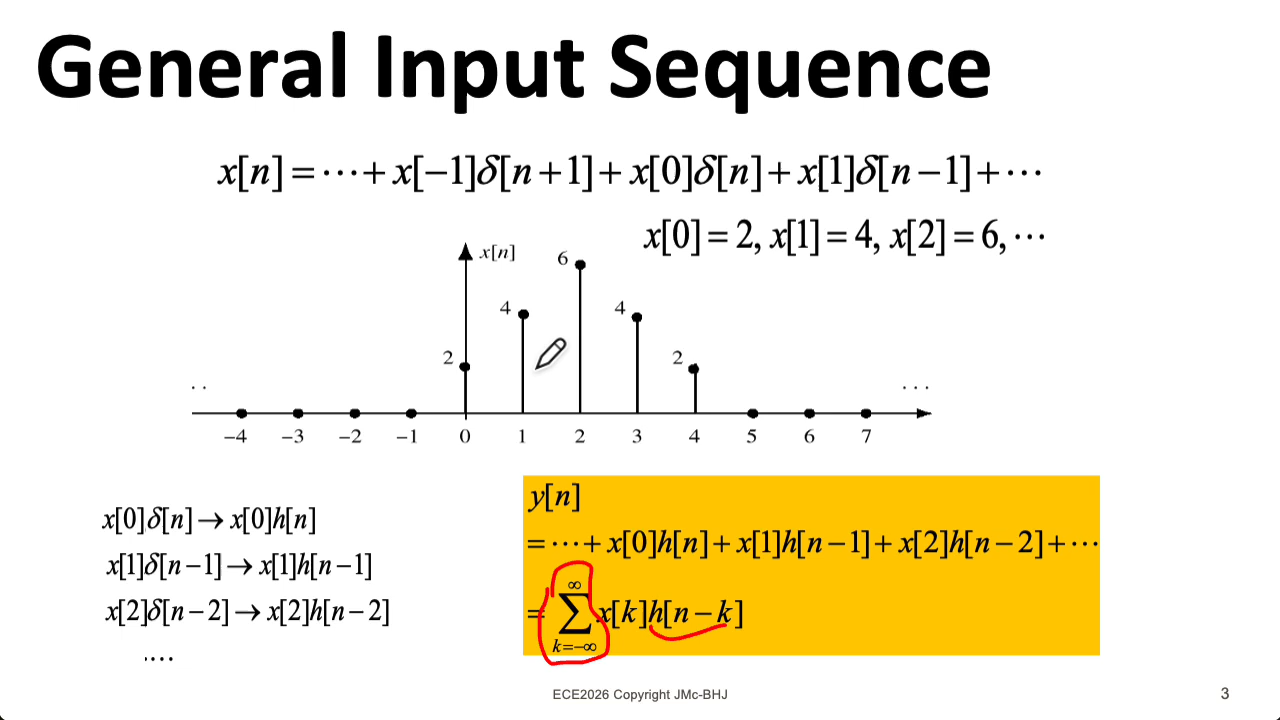 General Input Sequence
x[n] = ⋯ + x[−1]δ[n+1] + x[0]δ[n] + x[1]δ[n−1] + ⋯
x[0] = 2, x[1] = 4, x[2] = 6, ⋯
x[n]
6
4
4
2
2
. .
. . .
−4 −3 −2 −1 0 1 2 3 4 5 6 7
x[0]δ[n] → x[0]h[n]
x[1]δ[n−1] → x[1]h[n−1]
x[2]δ[n−2] → x[2]h[n−2]
....
y[n]
= ⋯ + x[0]h[n] + x[1]h[n−1] + x[2]h[n−2] + ⋯
= ∑_{k=−∞}^{∞} x[k]h[n−k]
ECE2026 Copyright JMc-BHJ
3